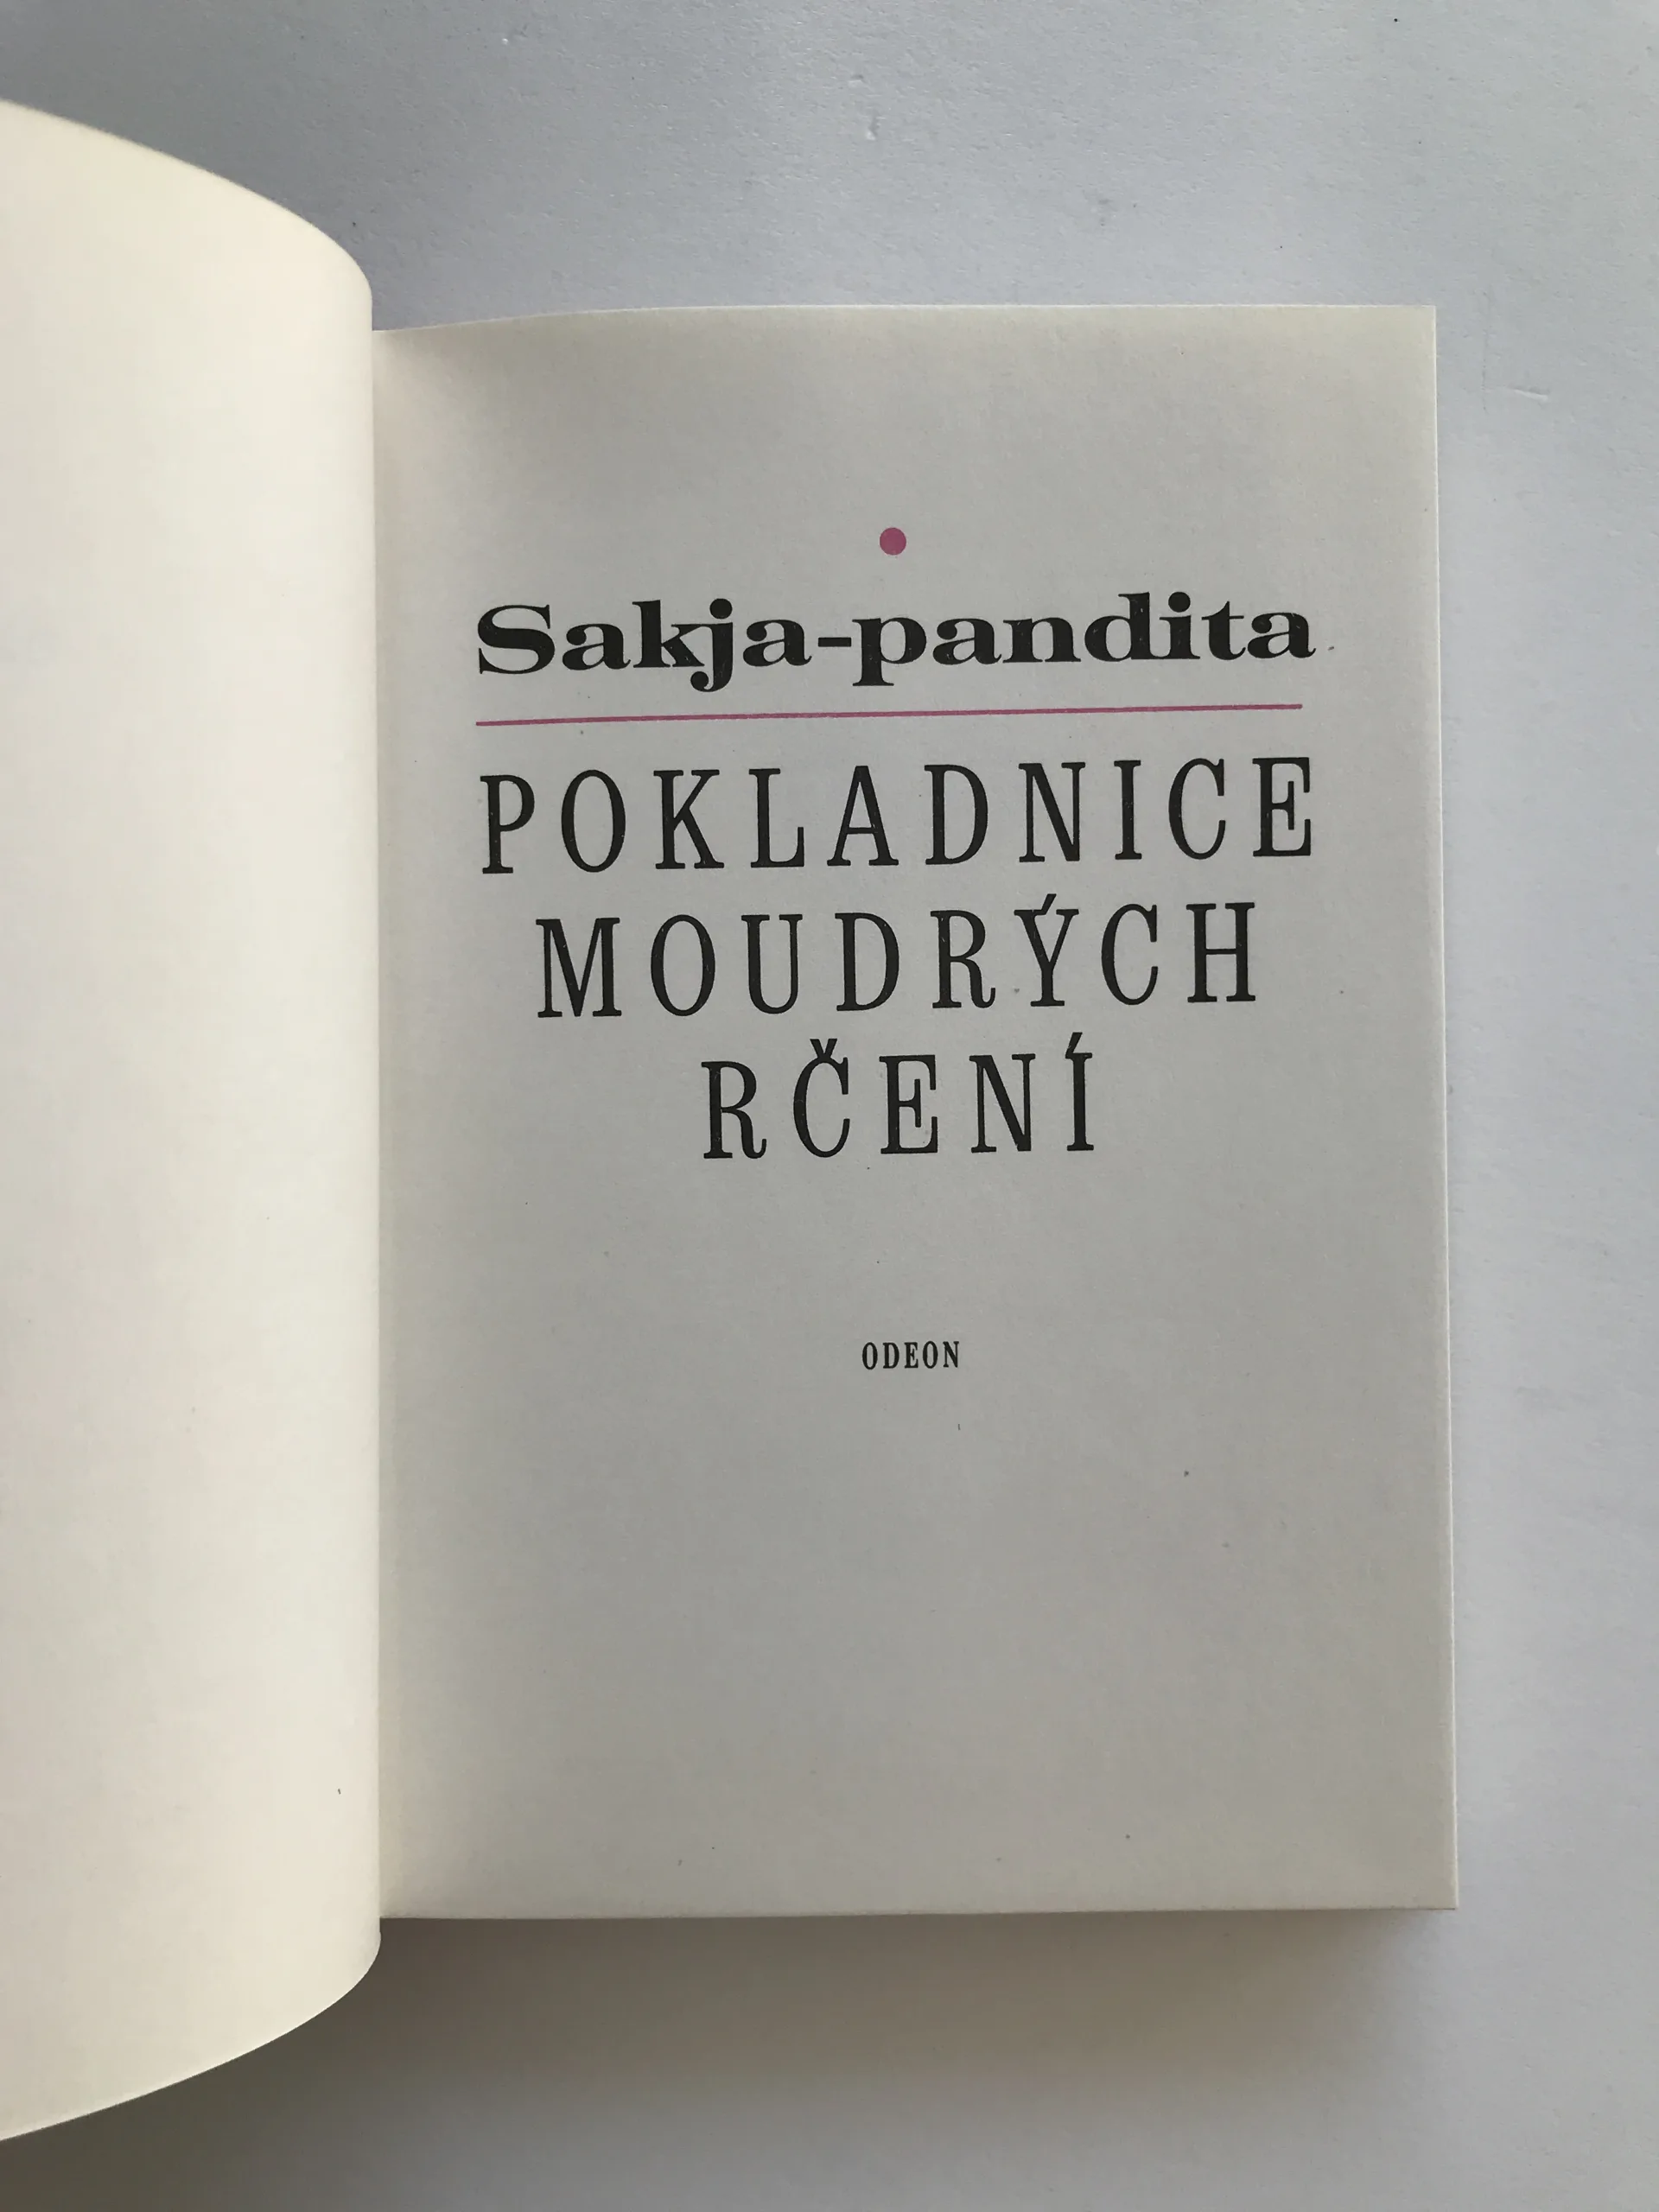 Sakja-pandita
POKLADNICE
MOUDRÝCH
RČENÍ
ODEON